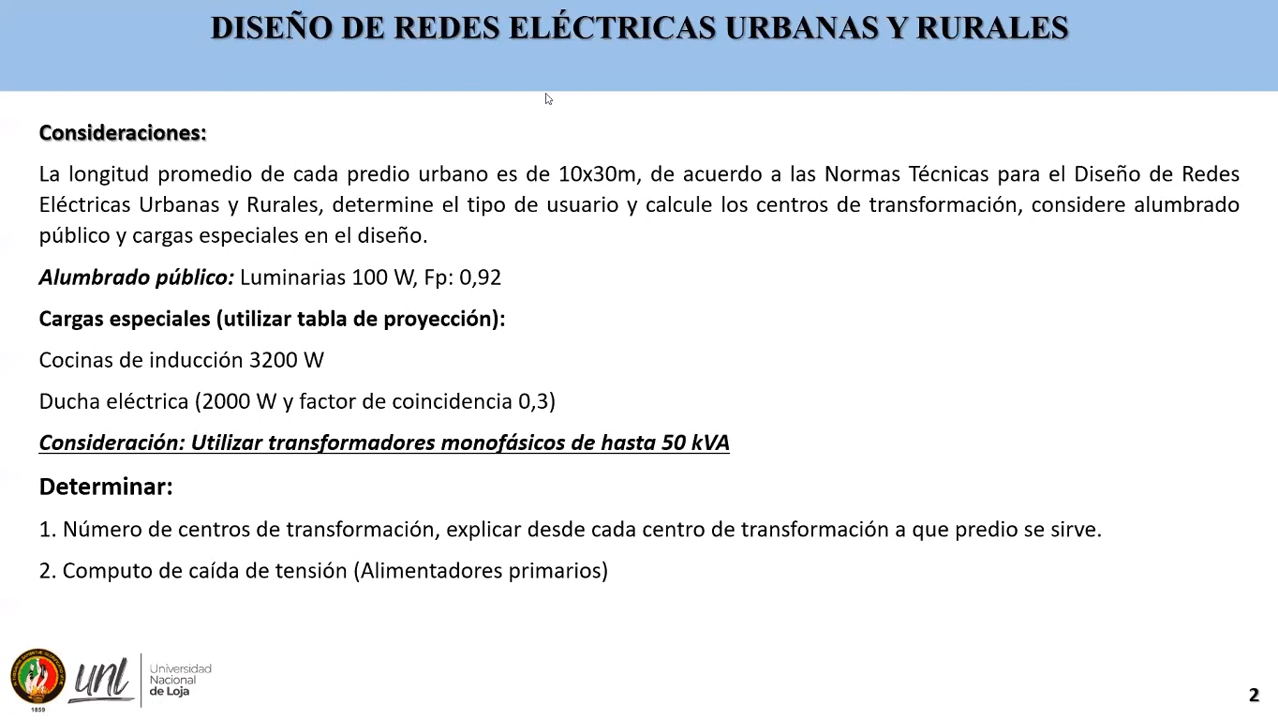 DISEÑO DE REDES ELÉCTRICAS URBANAS Y RURALES
Consideraciones:
La longitud promedio de cada predio urbano es de 10x30m, de acuerdo a las Normas Técnicas para el Diseño de Redes
Eléctricas Urbanas y Rurales, determine el tipo de usuario y calcule los centros de transformación, considere alumbrado
público y cargas especiales en el diseño.
Alumbrado público: Luminarias 100 W, Fp: 0,92
Cargas especiales (utilizar tabla de proyección):
Cocinas de inducción 3200 W
Ducha eléctrica (2000 W y factor de coincidencia 0,3)
Consideración: Utilizar transformadores monofásicos de hasta 50 kVA
Determinar:
1. Número de centros de transformación, explicar desde cada centro de transformación a que predio se sirve.
2. Computo de caída de tensión (Alimentadores primarios)
1859
unl
Universidad
Nacional
de Loja
2